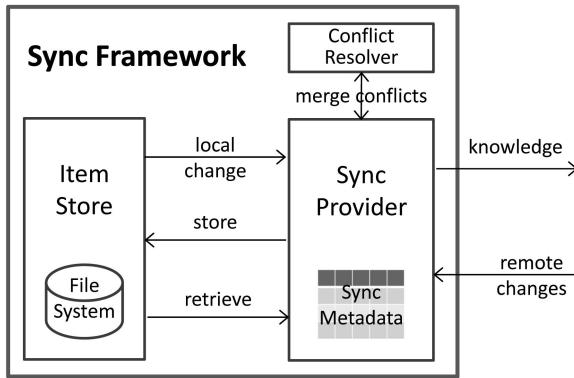 Sync Framework
Conflict
Resolver
merge conflicts
Item
Store
File
System
local
change
store
retrieve
Sync
Provider
Sync
Metadata
knowledge
remote
changes